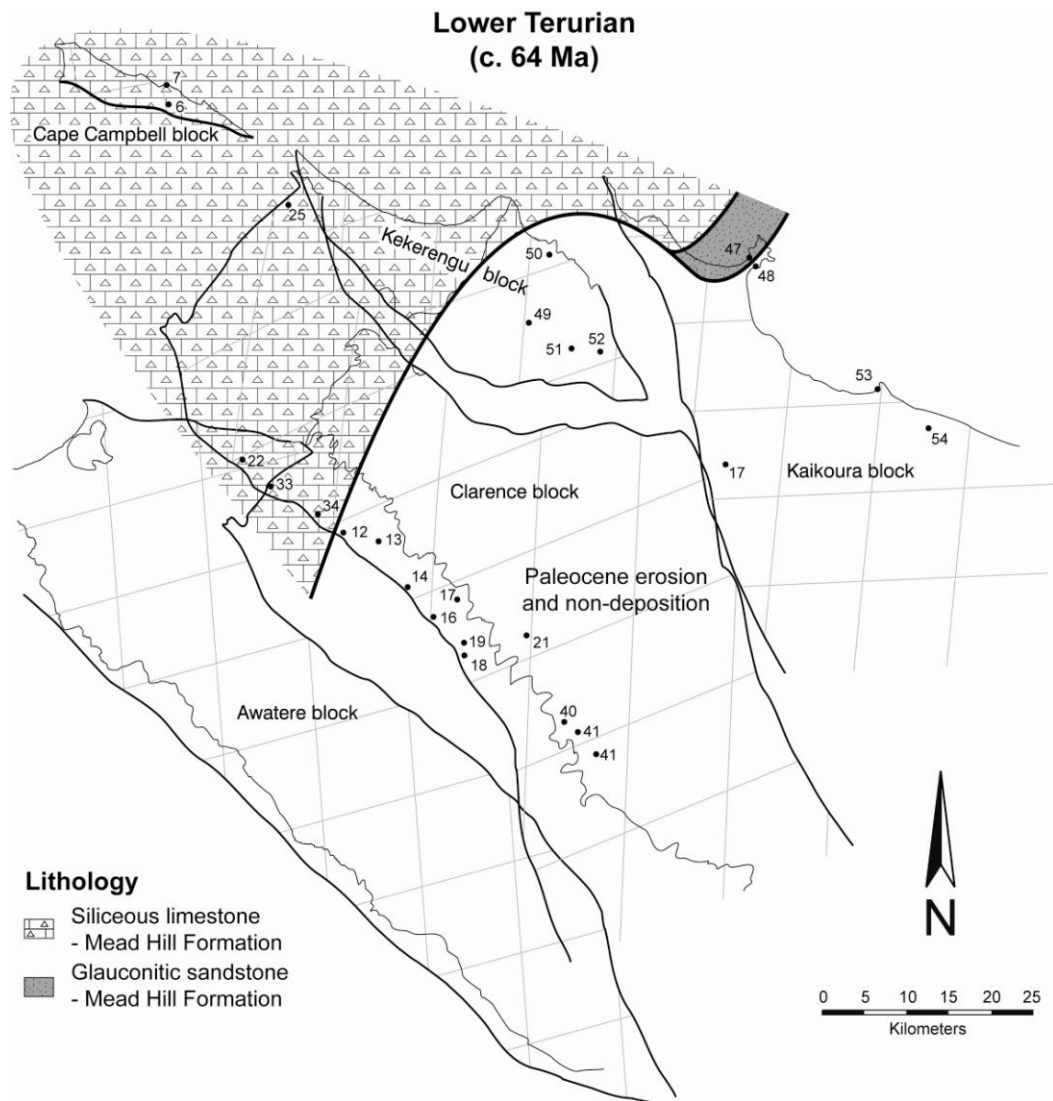 Lower Terurian
(c. 64 Ma)
7
6
Cape Campbell block
25
Kekerengu block
50
47
48
49
51
52
53
54
22
33
34
12
13
Clarence block
17
Kaikoura block
14
17
16
19
18
21
Paleocene erosion
and non-deposition
40
41
41
Awatere block
Lithology
Siliceous limestone
- Mead Hill Formation
Glauconitic sandstone
- Mead Hill Formation
N
0 5 10 15 20 25
Kilometers